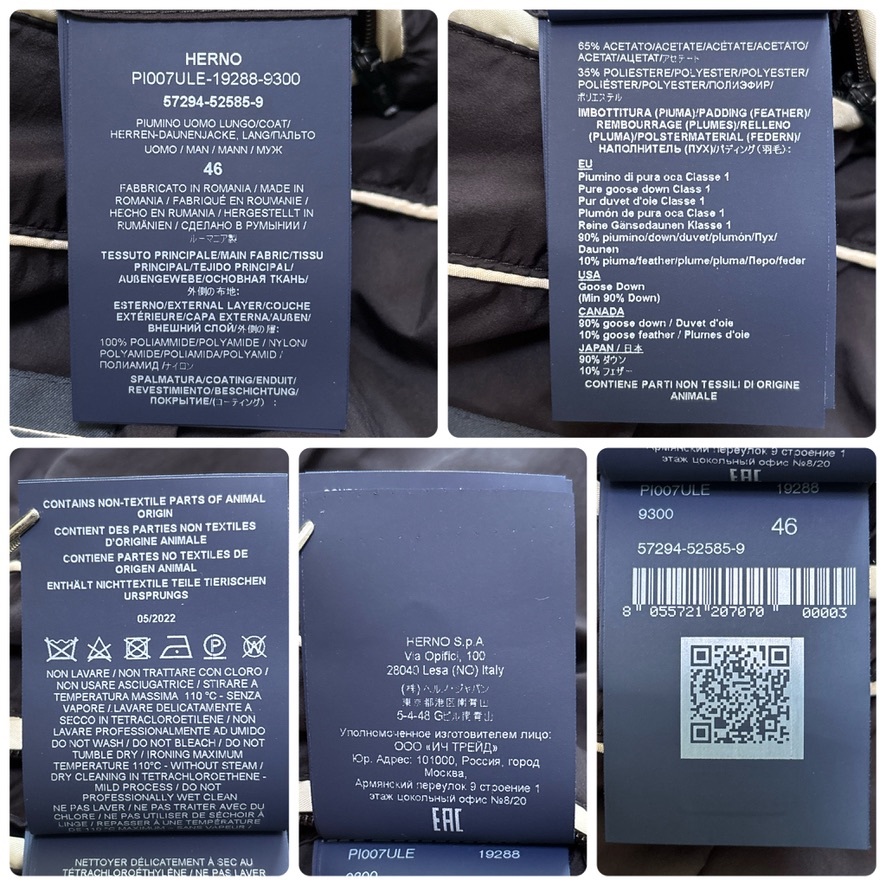 HERNO
PI007ULE-19288-9300
57294-52585-9
PIUMINO UOMO LUNGO/COAT/
HERREN-DAUNENJACKE, LANG/ПАЛЬТО
UOMO / MAN / MANN / МУЖ
46
FABBRICATO IN ROMANIA / MADE IN
ROMANIA / FABRIQUÉ EN ROUMANIE /
HECHO EN RUMANIA / HERGESTELLT IN
RUMÄNIEN / СДЕЛАНО В РУМЫНИИ /
ルーマニア製
TESSUTO PRINCIPALE/MAIN FABRIC/TISSU
PRINCIPAL/TEJIDO PRINCIPAL/
AUßENGEWEBE/ОСНОВНАЯ ТКАНЬ/
外側の布地:
ESTERNO/EXTERNAL LAYER/COUCHE
EXTÉRIEURE/CAPA EXTERNA/AUßEN/
ВНЕШНИЙ СЛОЙ/外側の層:
100% POLIAMMIDE/POLYAMIDE / NYLON/
POLYAMIDE/POLIAMIDA/POLYAMID /
ПОЛИАМИД /ナイロン
SPALMATURA/COATING/ENDUIT/
REVESTIMIENTO/BESCHICHTUNG/
ПОКРЫТИЕ/(コーティング) :
65% ACETATO/ACETATE/ACÉTATE/ACETATO/
ACETAT/АЦЕТАТ/アセテート
35% POLIESTERE/POLYESTER/POLYESTER/
POLIÉSTER/POLYESTER/ПОЛИЭФИР/
ポリエステル
IMBOTTITURA (PIUMA)/PADDING (FEATHER)/
REMBOURRAGE (PLUMES)/RELLENO
(PLUMA)/POLSTERMATERIAL (FEDERN)/
НАПОЛНИТЕЛЬ (ПУХ)/パディング(羽毛):
EU
Piumino di pura oca Classe 1
Pure goose down Class 1
Pur duvet d'oie Classe 1
Plumón de pura oca Clase 1
Reine Gänsedaunen Klasse 1
90% piumino/down/duvet/plumón/Пух/
Daunen
10% piuma/feather/plume/pluma/Перо/feder
USA
Goose Down
(Min 90% Down)
CANADA
90% goose down / Duvet d'oie
10% goose feather / Plumes d'oie
JAPAN / 日本
90% ダウン
10% フェザー
CONTIENE PARTI NON TESSILI DI ORIGINE
ANIMALE
CONTAINS NON-TEXTILE PARTS OF ANIMAL
ORIGIN
CONTIENT DES PARTIES NON TEXTILES
D'ORIGINE ANIMALE
CONTIENE PARTES NO TEXTILES DE
ORIGEN ANIMAL
ENTHÄLT NICHTTEXTILE TEILE TIERISCHEN
URSPRUNGS
05/2022
P W
NON LAVARE / NON TRATTARE CON CLORO /
NON USARE ASCIUGATRICE / STIRARE A
TEMPERATURA MASSIMA 110 °C - SENZA
VAPORE / LAVARE DELICATAMENTE A
SECCO IN TETRACLOROETILENE / NON
LAVARE PROFESSIONALMENTE AD UMIDO
DO NOT WASH / DO NOT BLEACH / DO NOT
TUMBLE DRY / IRONING MAXIMUM
TEMPERATURE 110°C - WITHOUT STEAM /
DRY CLEANING IN TETRACHLOROETHENE -
MILD PROCESS / DO NOT
PROFESSIONALLY WET CLEAN
NE PAS LAVER / NE PAS TRAITER AVEC DU
CHLORE / NE PAS UTILISER DE SÉCHOIR À
LINGE / REPASSER À UNE TEMPÉRATURE
DE 110 °C MAXIMUM - SANS VAPEUR /
NETTOYER DÉLICATEMENT À SEC AU
TÉTRACHLOROÉTHYLÈNE / NE PAS LAVER
HERNO S.p.A
Via Opifici, 100
28040 Lesa (NO) Italy
(株)ヘルノ・ジャパン
東京都港区南青山
5-4-48 Gビル南青山
Уполномоченное изготовителем лицо:
ООО «ИЧ ТРЕЙД»
Юр. Адрес: 101000, Россия, город
Москва,
Армянский переулок 9 строение 1
этаж цокольный офис №8/20
EAC
PI007ULE 19288
9300
Армянский переулок 9 строение 1
этаж цокольный офис №8/20
EAC
PI007ULE 19288
9300
46
57294-52585-9
8 055721 207070 00003